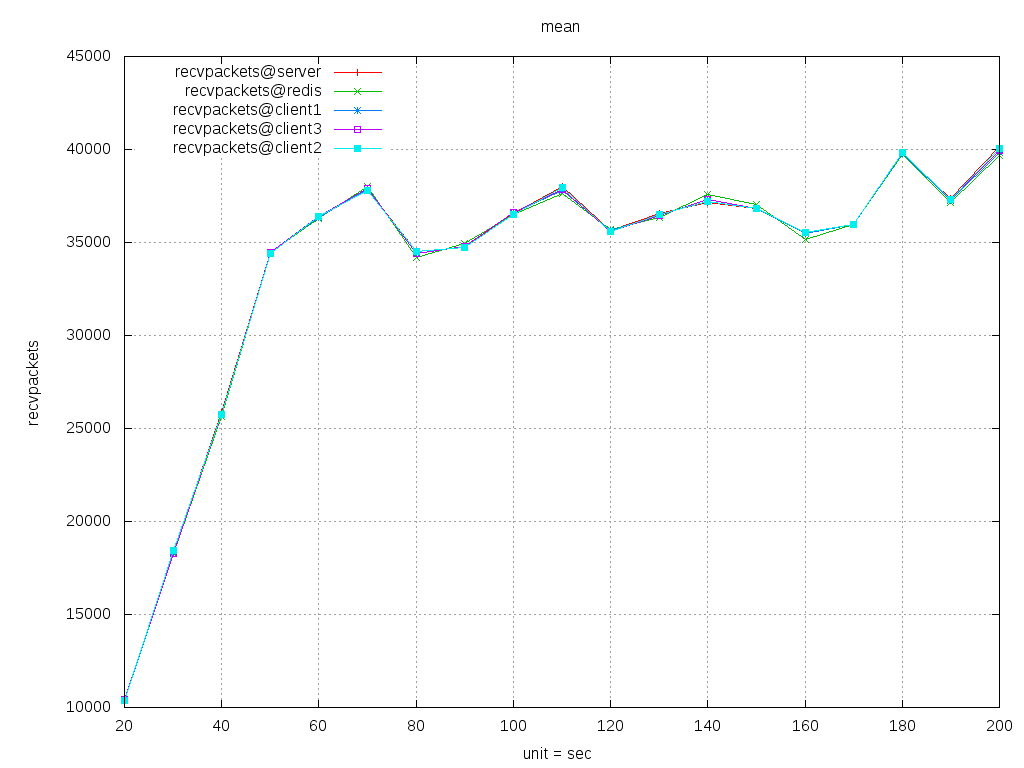 mean
45000
40000
35000
30000
25000
20000
15000
10000
recvpackets
recvpackets@server
recvpackets@redis
recvpackets@client1
recvpackets@client3
recvpackets@client2
20 40 60 80 100 120 140 160 180 200
unit = sec